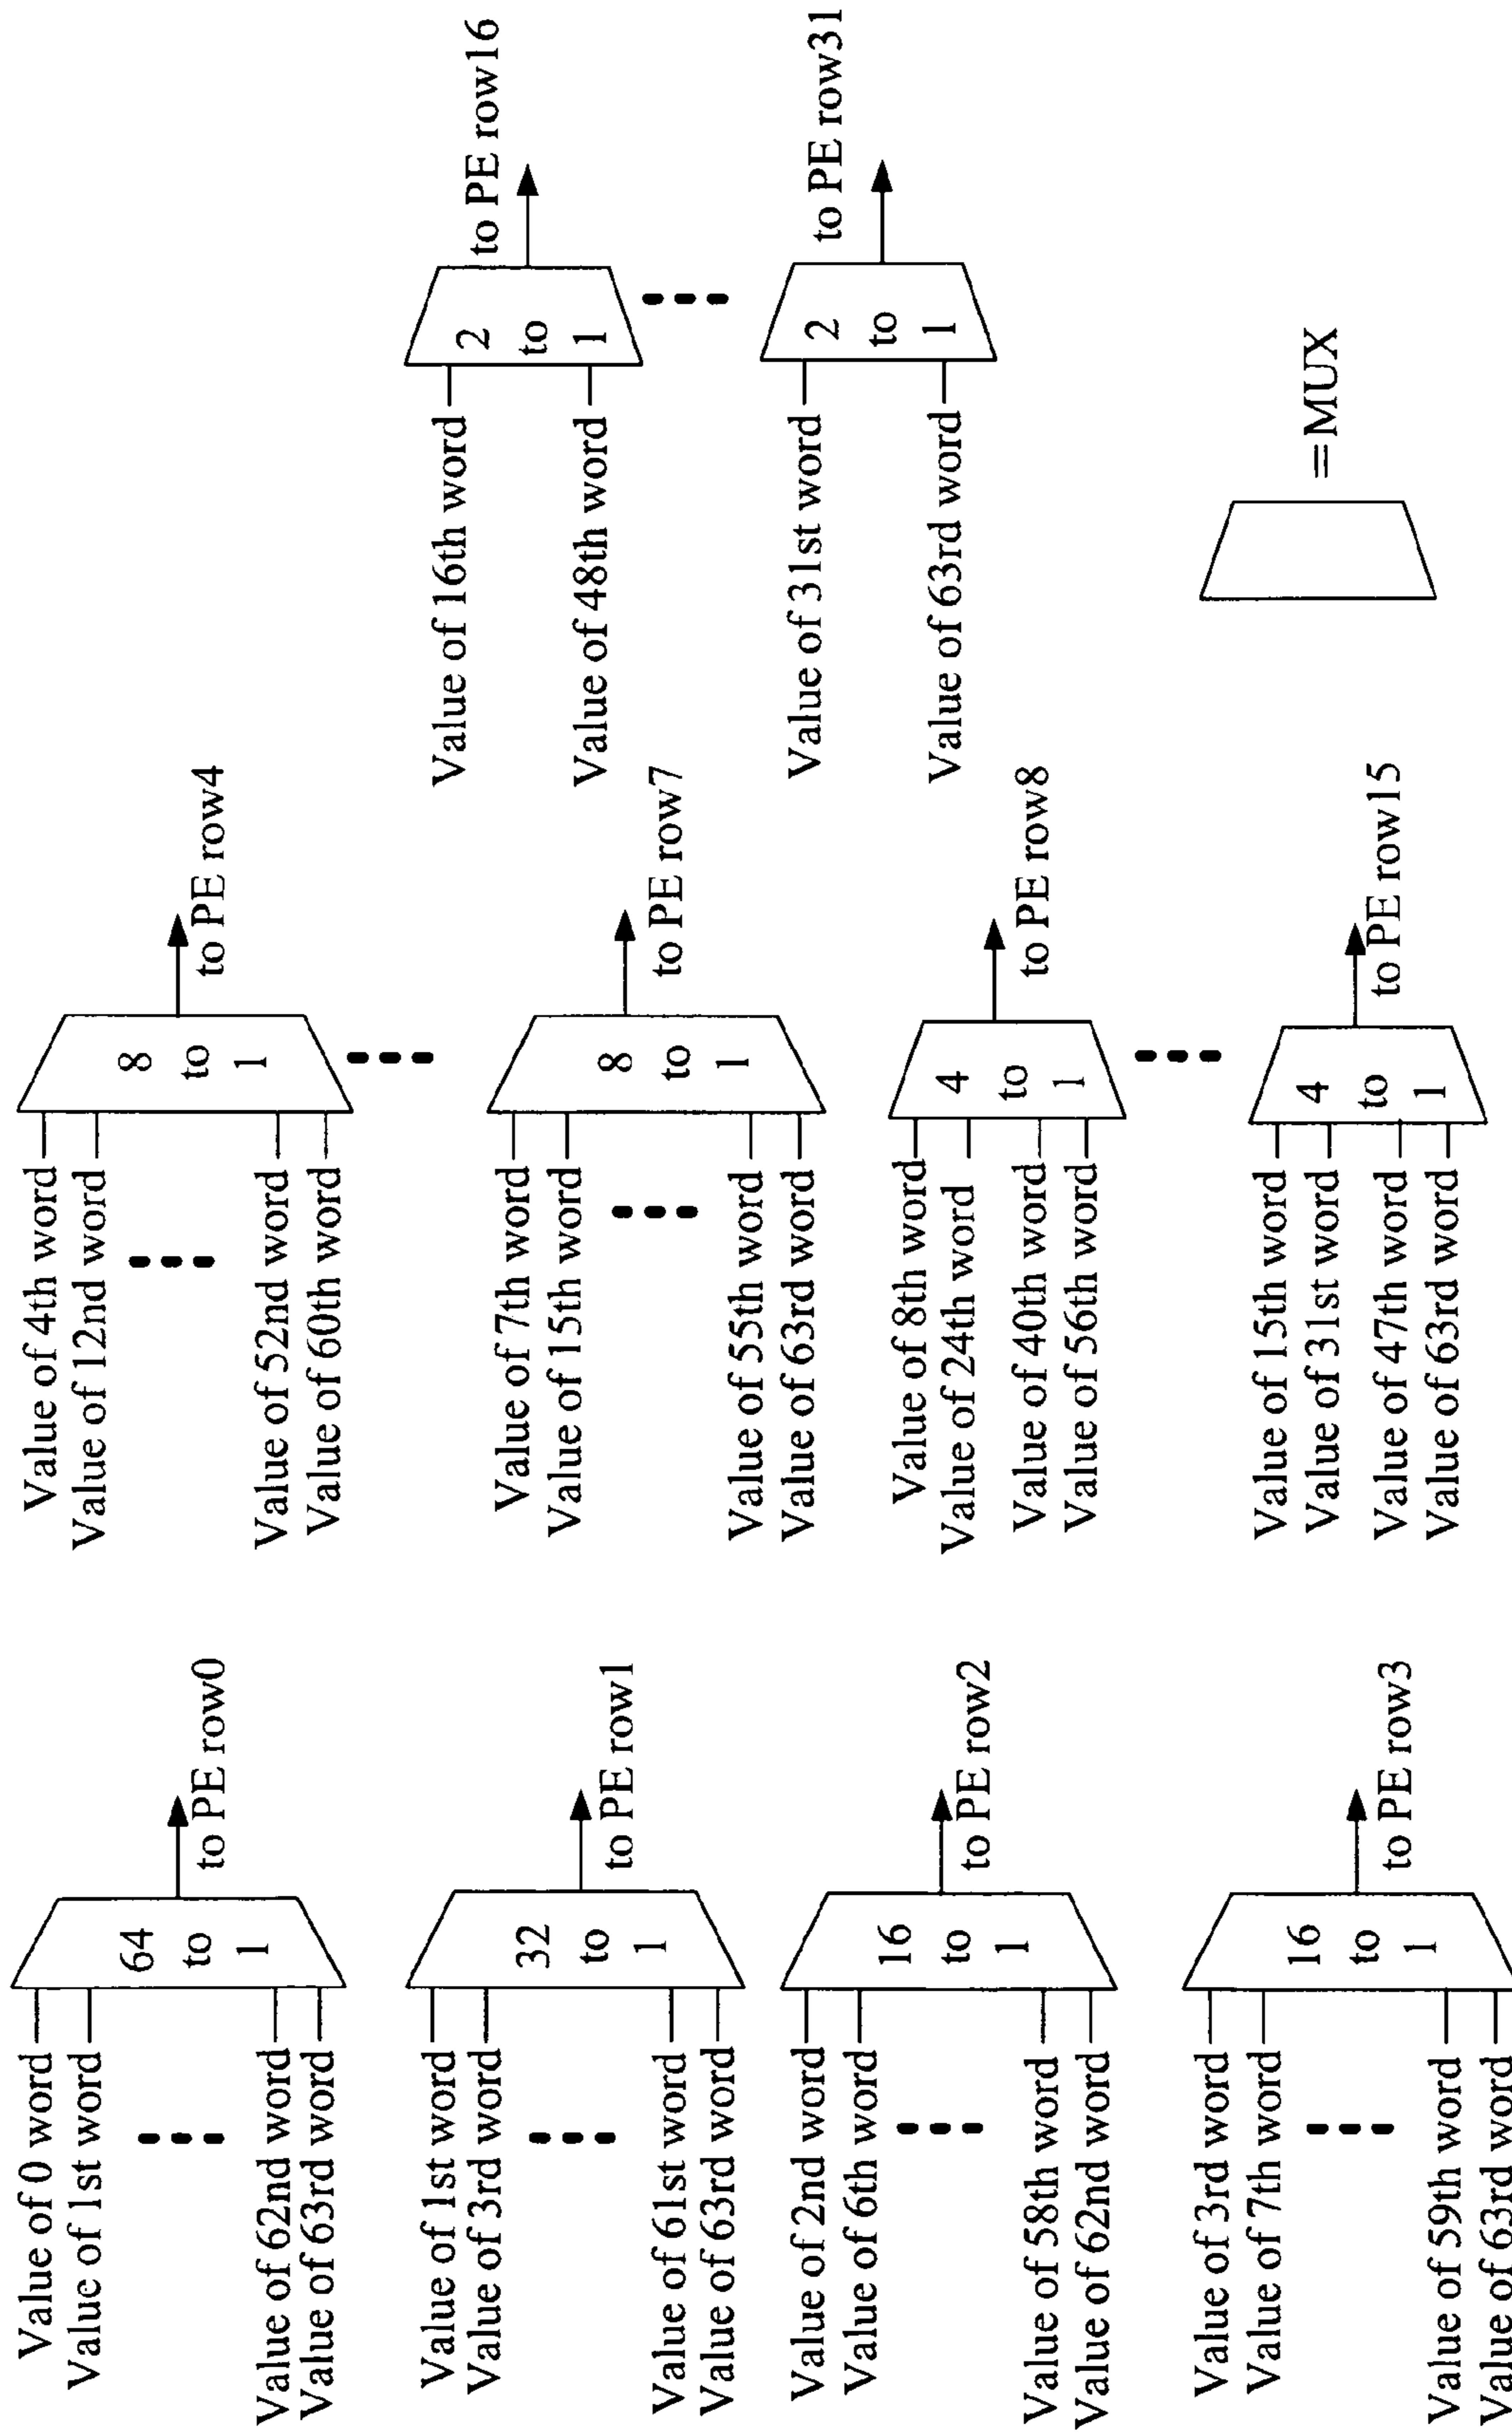 Value of 0 word
Value of 1st word
Value of 62nd word
Value of 63rd word
64
to
1
to PE row0
Value of 1st word
Value of 3rd word
Value of 61st word
Value of 63rd word
32
to
1
to PE row1
Value of 2nd word
Value of 6th word
Value of 58th word
Value of 62nd word
16
to
1
to PE row2
Value of 3rd word
Value of 7th word
Value of 59th word
Value of 63rd word
16
to
1
to PE row3
Value of 4th word
Value of 12nd word
Value of 52nd word
Value of 60th word
8
to
1
to PE row4
Value of 7th word
Value of 15th word
Value of 55th word
Value of 63rd word
8
to
1
to PE row7
Value of 8th word
Value of 24th word
Value of 40th word
Value of 56th word
4
to
1
to PE row8
Value of 15th word
Value of 31st word
Value of 47th word
Value of 63rd word
4
to
1
to PE row15
Value of 16th word
Value of 48th word
2
to
1
to PE row16
Value of 31st word
Value of 63rd word
2
to
1
to PE row31
=MUX